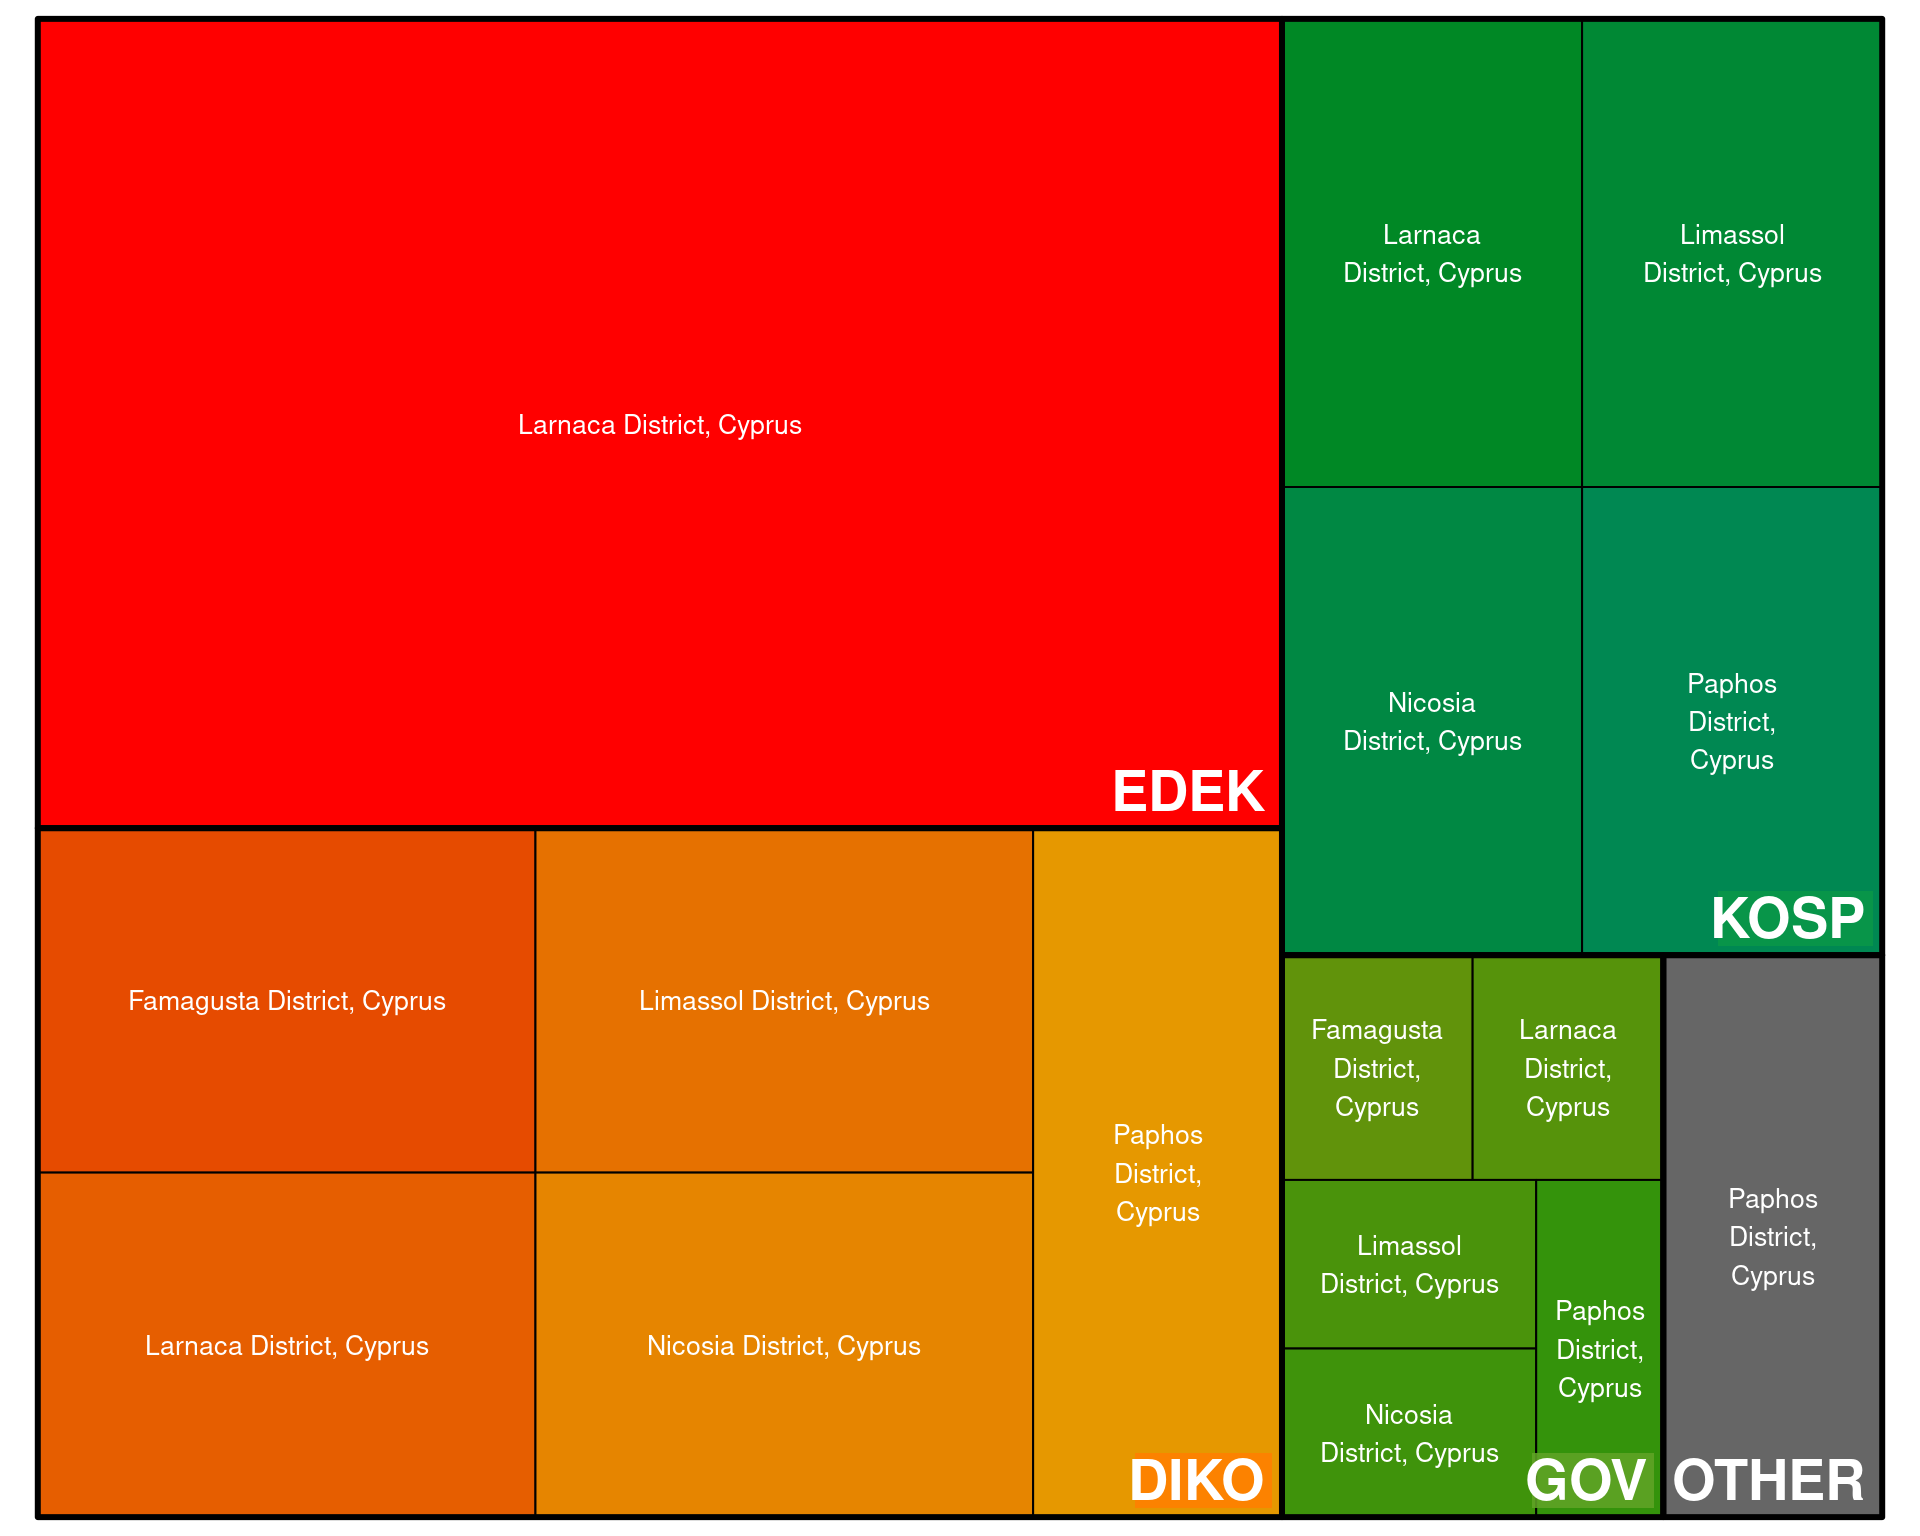 Larnaca District, Cyprus
EDEK
Larnaca
District, Cyprus
Limassol
District, Cyprus
Nicosia
District, Cyprus
Paphos
District,
Cyprus
KOSP
Famagusta District, Cyprus
Limassol District, Cyprus
Larnaca District, Cyprus
Nicosia District, Cyprus
Paphos
District,
Cyprus
DIKO
Famagusta
District,
Cyprus
Larnaca
District,
Cyprus
Limassol
District, Cyprus
Nicosia
District, Cyprus
Paphos
District,
Cyprus
GOV
Paphos
District,
Cyprus
OTHER